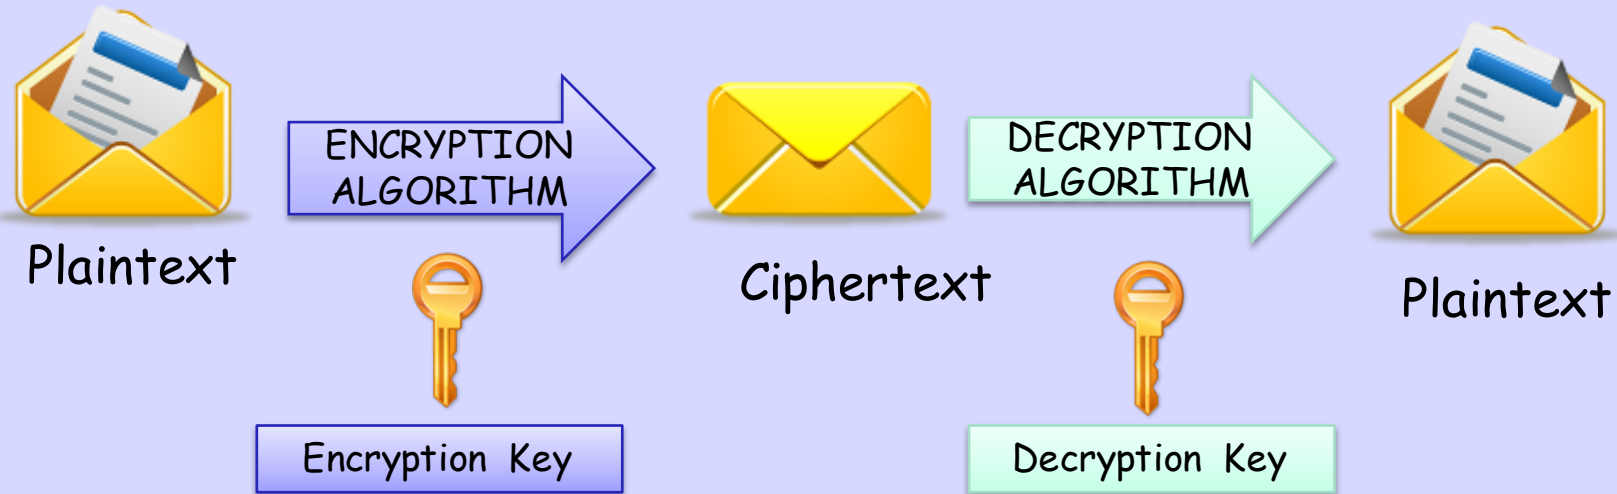 ENCRYPTION
ALGORITHM
DECRYPTION
ALGORITHM
Plaintext
Ciphertext
Plaintext
Encryption Key
Decryption Key